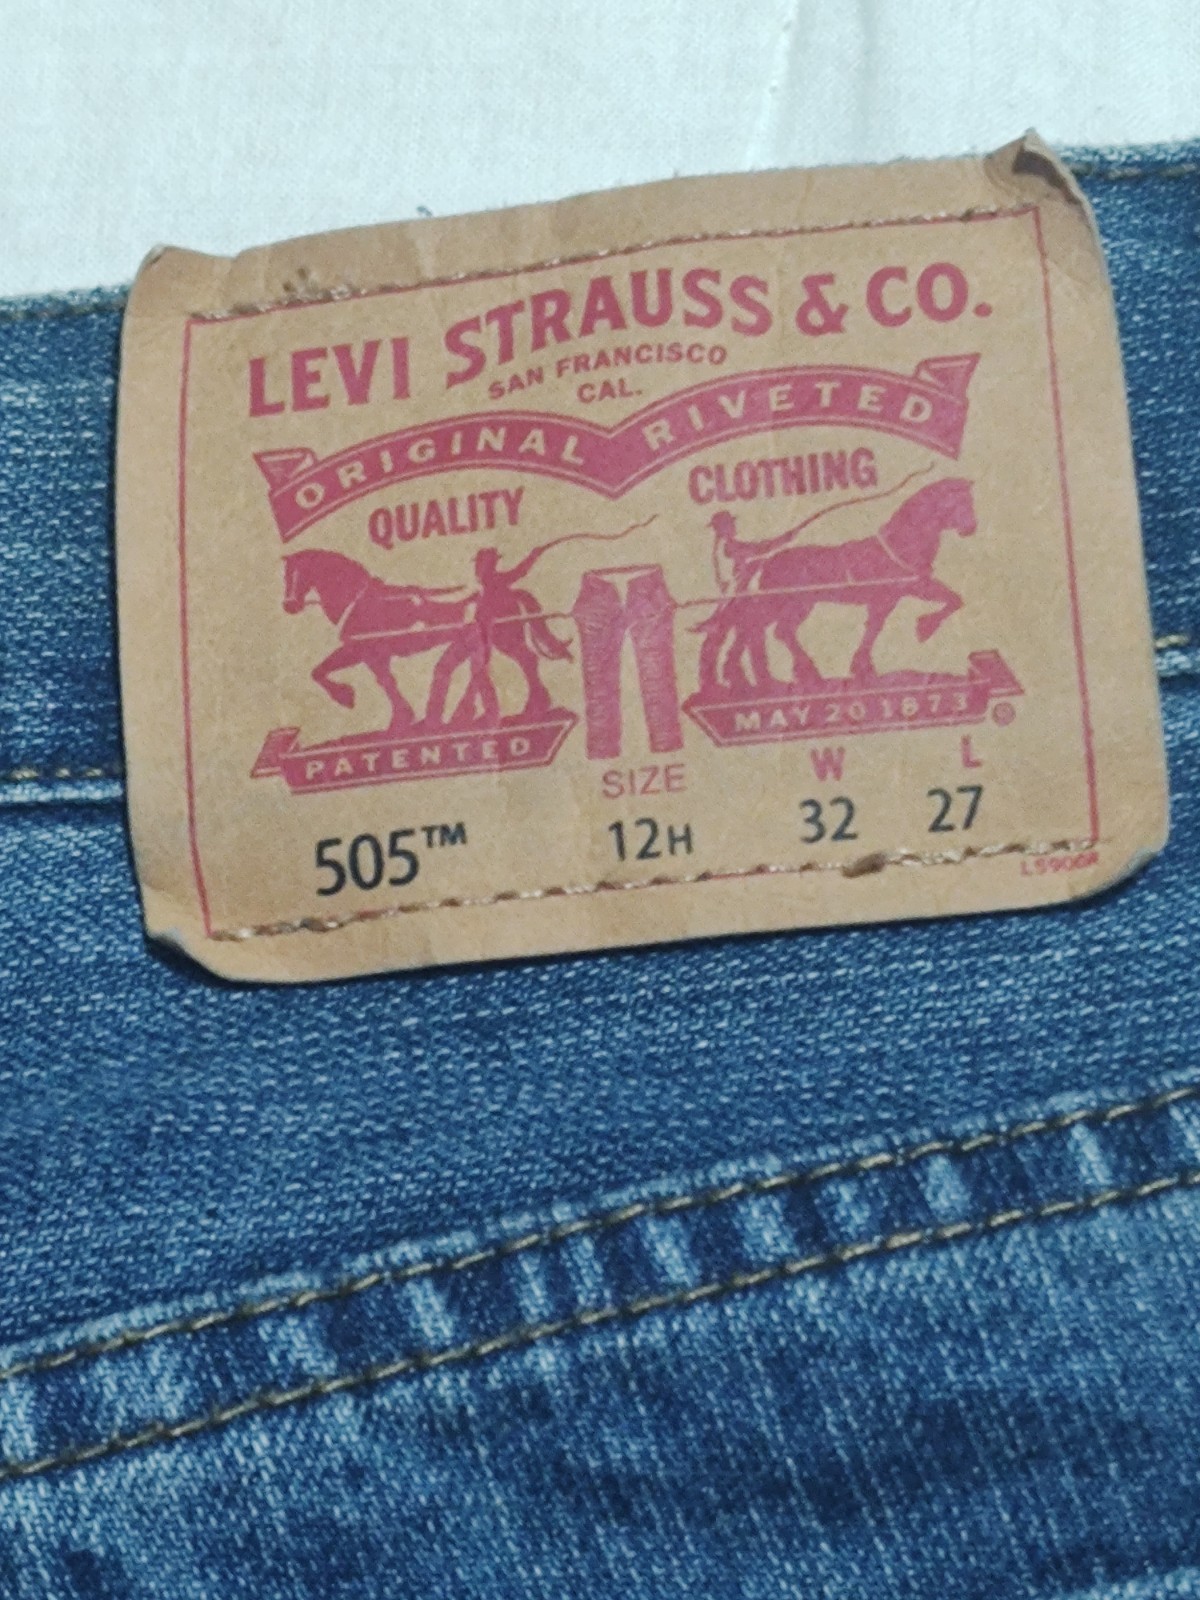 LEVI STRAUSS & CO.
SAN FRANCISCO
CAL.
ORIGINAL RIVETED
QUALITY CLOTHING
PATENTED MAY 20 1873 ®
SIZE W L
505™ 12H 32 27